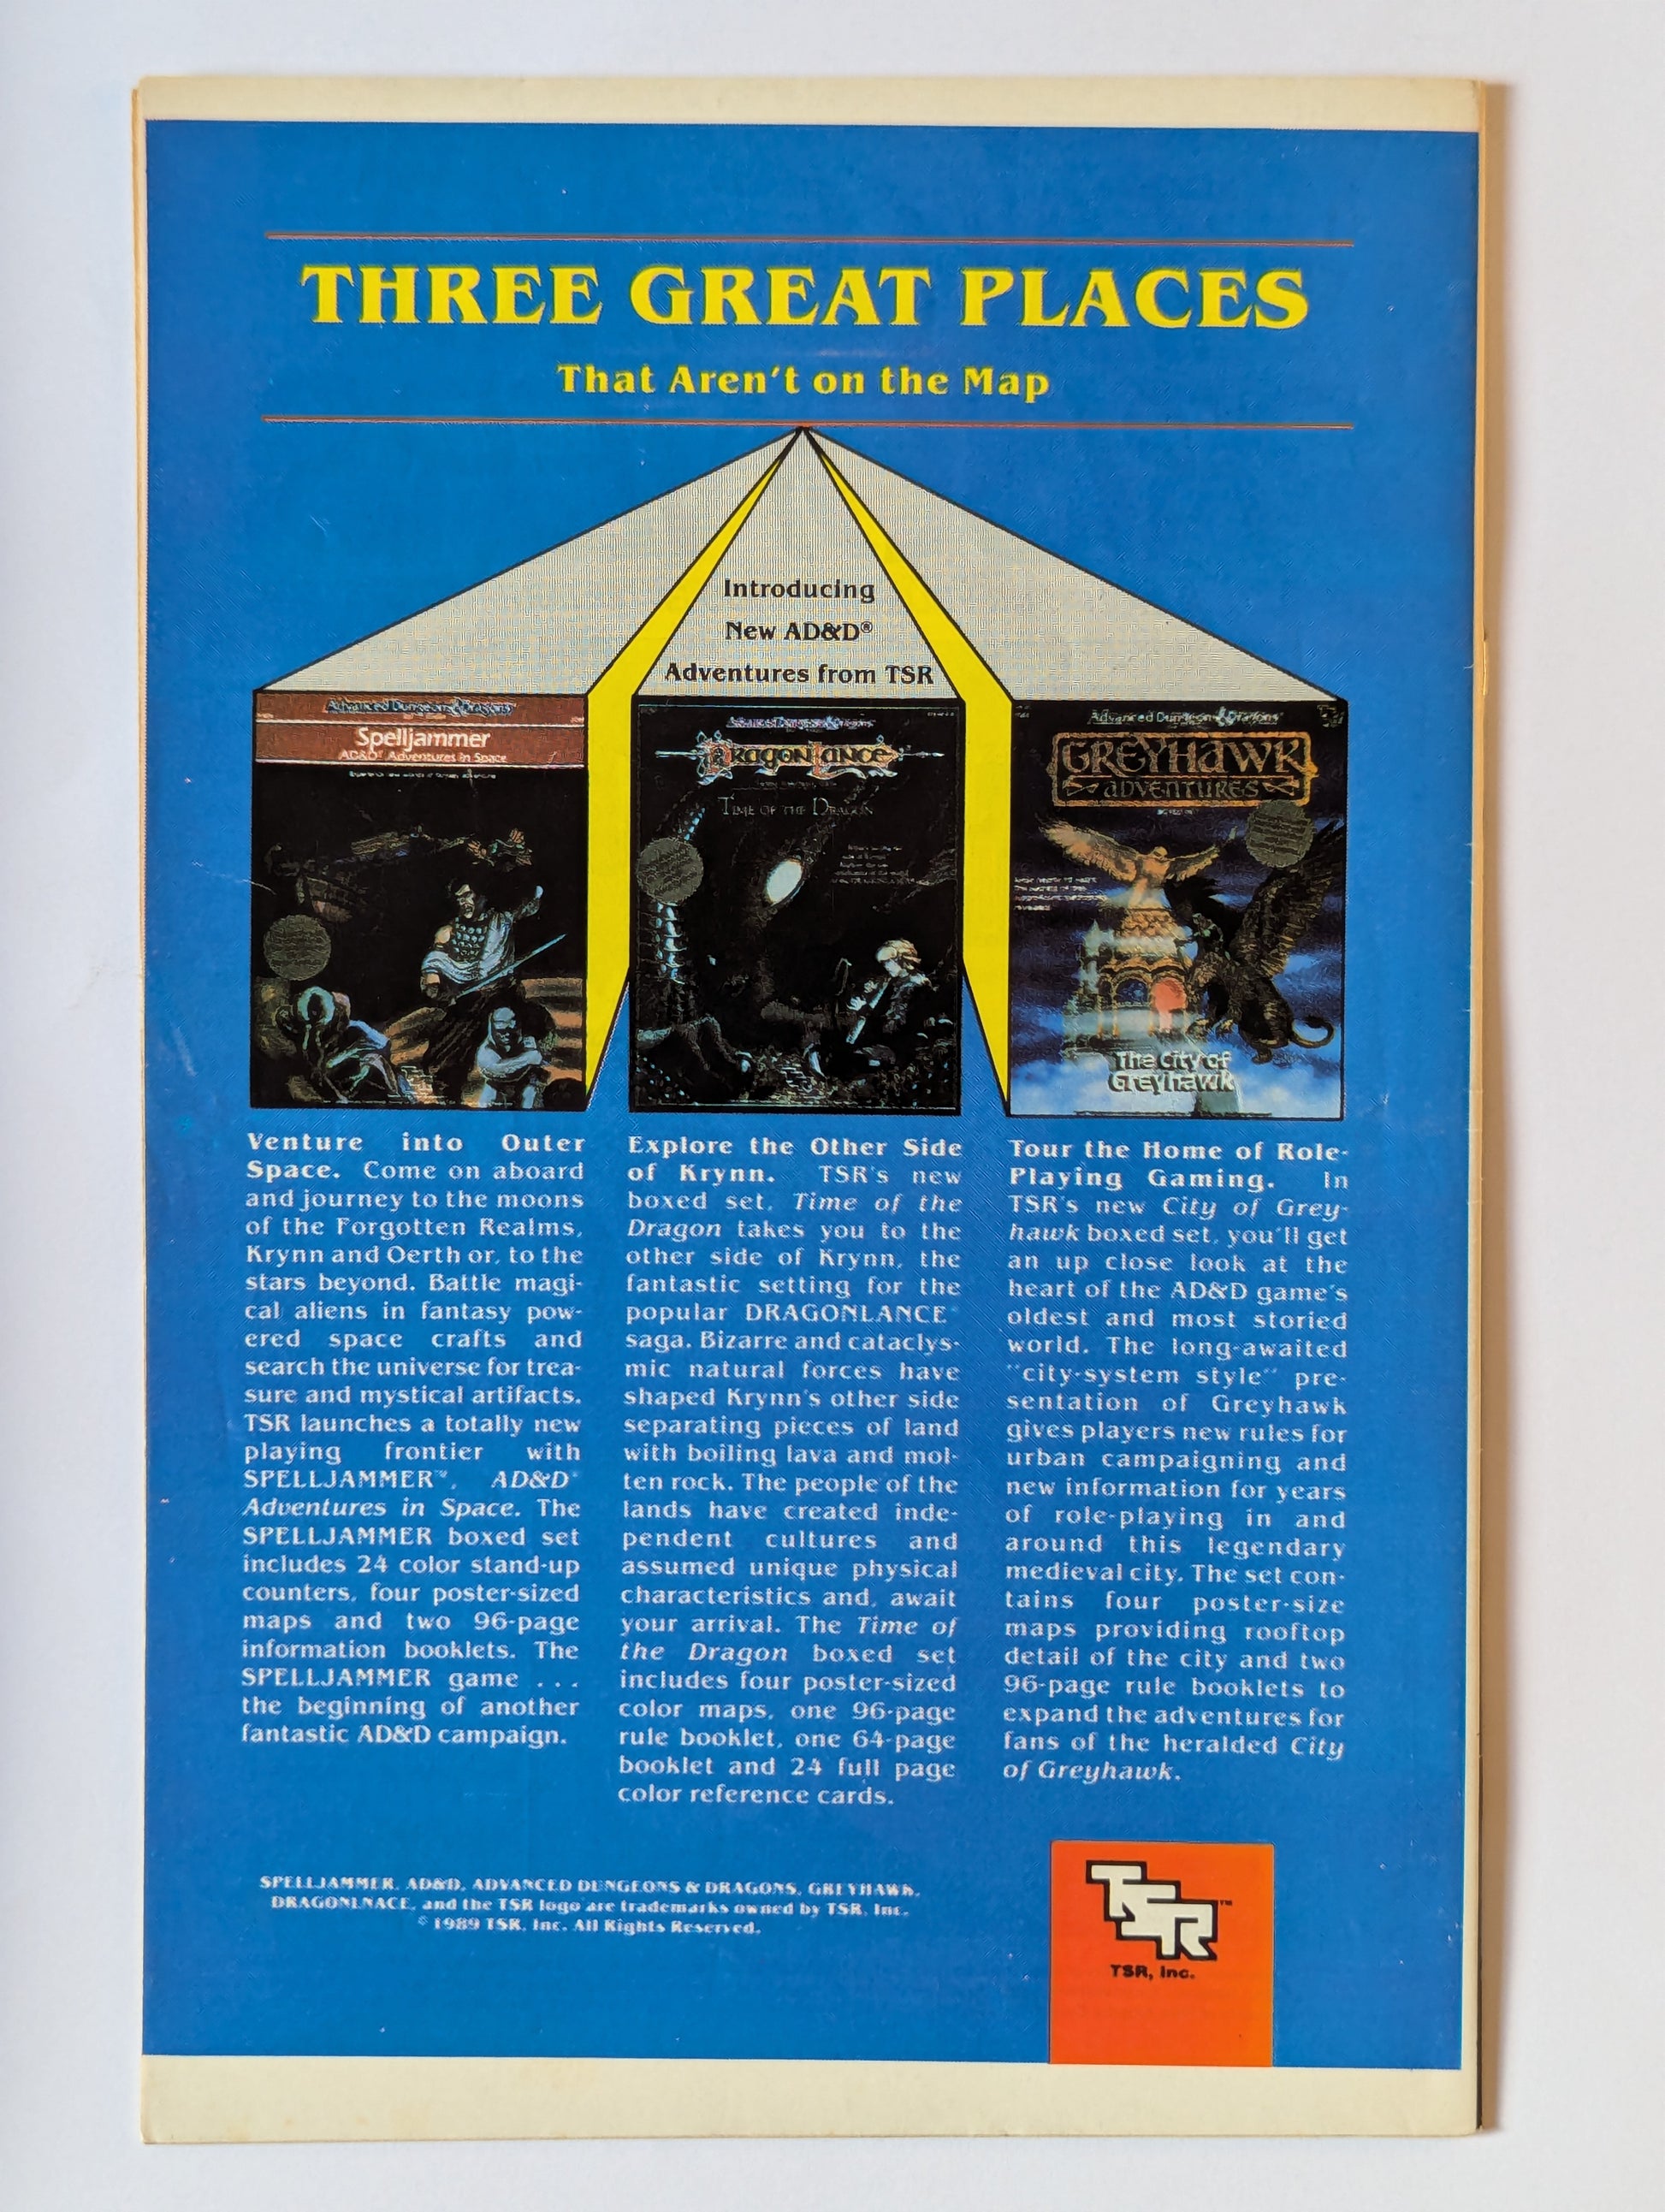 THREE GREAT PLACES
That Aren't on the Map
Introducing
New AD&D®
Adventures from TSR
Advanced Dungeons & Dragons
Spelljammer
AD&D® Adventures in Space
Advanced Dungeons & Dragons
DRAGONLANCE
TIME OF THE DRAGON
Advanced Dungeons & Dragons
GREYHAWK
ADVENTURES
The City of
Greyhawk
Venture into Outer
Space. Come on aboard
and journey to the moons
of the Forgotten Realms,
Krynn and Oerth or, to the
stars beyond. Battle magi-
cal aliens in fantasy pow-
ered space crafts and
search the universe for trea-
sure and mystical artifacts.
TSR launches a totally new
playing frontier with
SPELLJAMMER™, AD&D®
Adventures in Space. The
SPELLJAMMER boxed set
includes 24 color stand-up
counters, four poster-sized
maps and two 96-page
information booklets. The
SPELLJAMMER game ...
the beginning of another
fantastic AD&D campaign.
Explore the Other Side
of Krynn. TSR's new
boxed set, Time of the
Dragon takes you to the
other side of Krynn, the
fantastic setting for the
popular DRAGONLANCE®
saga. Bizarre and cataclys-
mic natural forces have
shaped Krynn's other side
separating pieces of land
with boiling lava and mol-
ten rock. The people of the
lands have created inde-
pendent cultures and
assumed unique physical
characteristics and, await
your arrival. The Time of
the Dragon boxed set
includes four poster-sized
color maps, one 96-page
rule booklet, one 64-page
booklet and 24 full page
color reference cards.
Tour the Home of Role-
Playing Gaming. In
TSR's new City of Grey-
hawk boxed set, you'll get
an up close look at the
heart of the AD&D game's
oldest and most storied
world. The long-awaited
"city-system style" pre-
sentation of Greyhawk
gives players new rules for
urban campaigning and
new information for years
of role-playing in and
around this legendary
medieval city. The set con-
tains four poster-size
maps providing rooftop
detail of the city and two
96-page rule booklets to
expand the adventures for
fans of the heralded City
of Greyhawk.
SPELLJAMMER, AD&D, ADVANCED DUNGEONS & DRAGONS, GREYHAWK,
DRAGONLNACE, and the TSR logo are trademarks owned by TSR, Inc.
© 1989 TSR, Inc. All Rights Reserved.
TSR™
TSR, Inc.